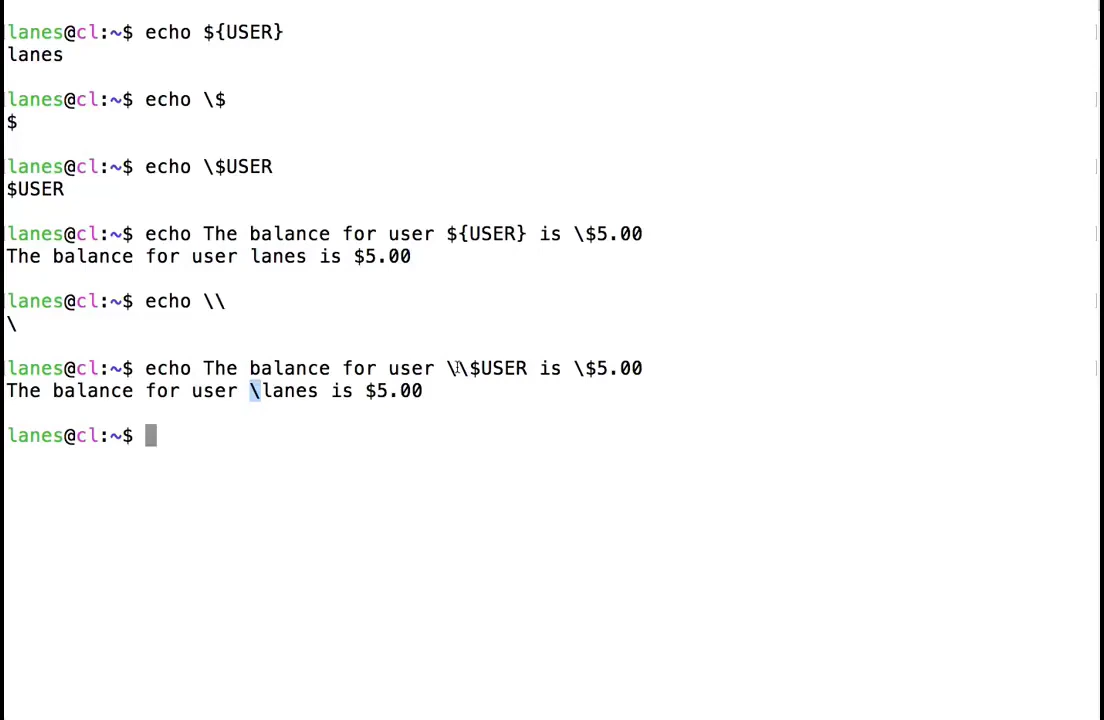 lanes@cl:~$ echo ${USER}
lanes
lanes@cl:~$ echo \$
$
lanes@cl:~$ echo \$USER
$USER
lanes@cl:~$ echo The balance for user ${USER} is \$5.00
The balance for user lanes is $5.00
lanes@cl:~$ echo \\
\
lanes@cl:~$ echo The balance for user \\$USER is \$5.00
The balance for user \lanes is $5.00
lanes@cl:~$